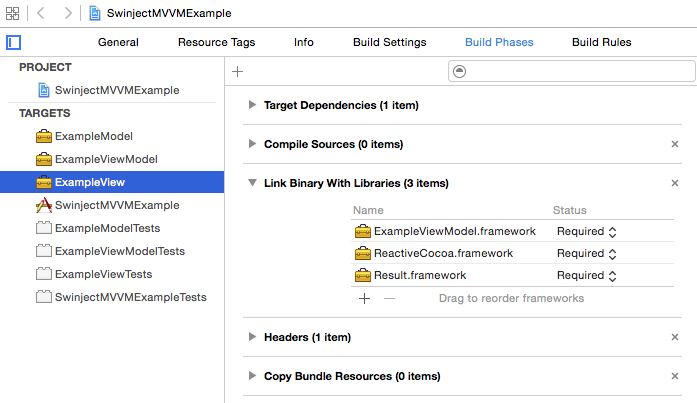 SwinjectMVVMExample
General Resource Tags Info Build Settings Build Phases Build Rules
PROJECT
SwinjectMVVMExample
TARGETS
ExampleModel
ExampleViewModel
ExampleView
SwinjectMVVMExample
ExampleModelTests
ExampleViewModelTests
ExampleViewTests
SwinjectMVVMExampleTests
Target Dependencies (1 item)
Compile Sources (0 items)
Link Binary With Libraries (3 items)
Name Status
ExampleViewModel.framework Required
ReactiveCocoa.framework Required
Result.framework Required
Drag to reorder frameworks
Headers (1 item)
Copy Bundle Resources (0 items)